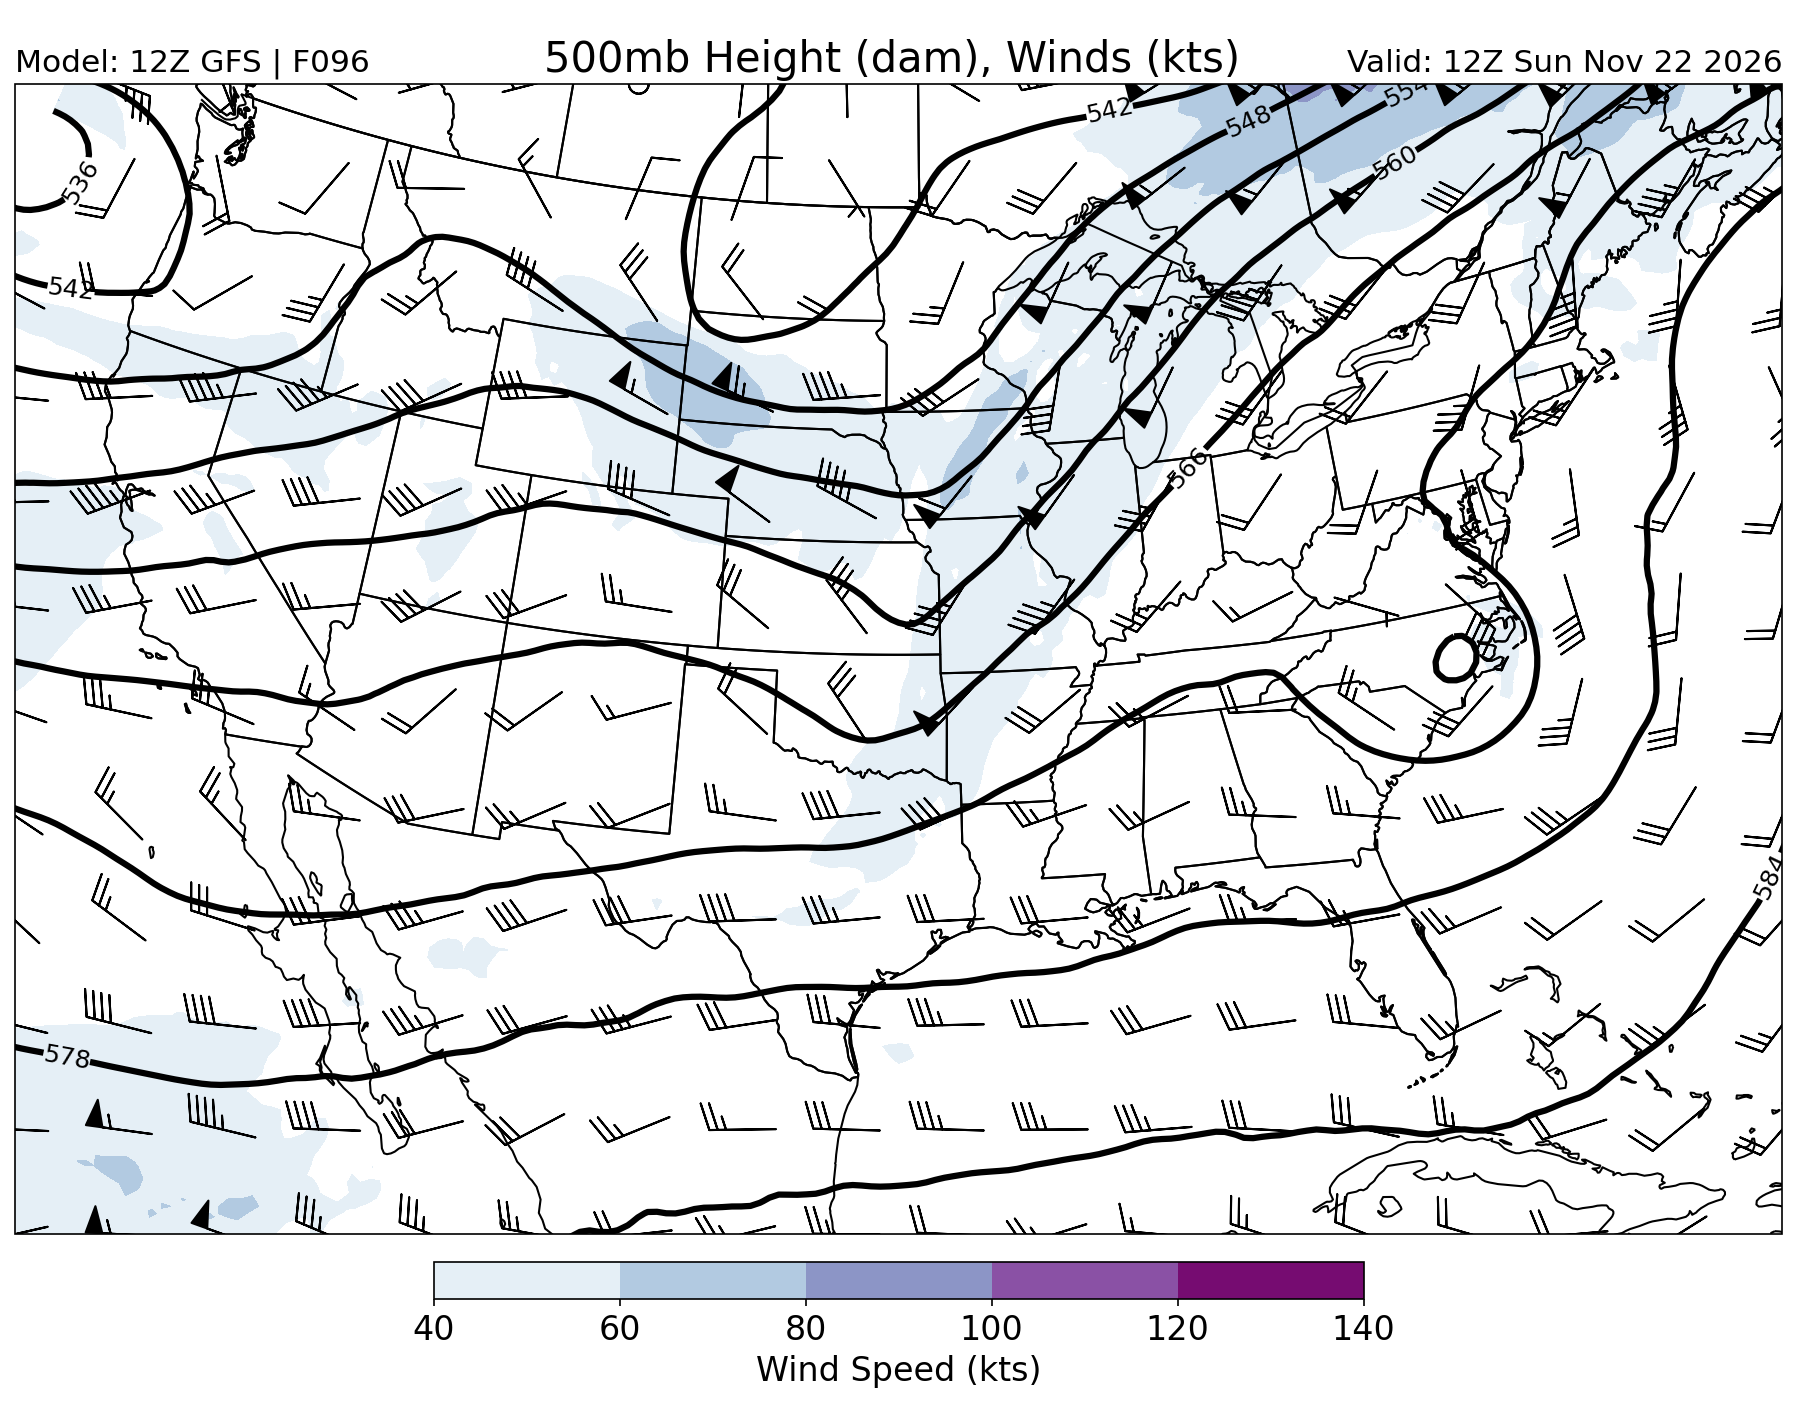 500mb Height (dam), Winds (kts)
Model: 12Z GFS | F096
Valid: 12Z Sun Nov 22 2026
542
554
548
560
536
542
566
584
578
40 60 80 100 120 140
Wind Speed (kts)